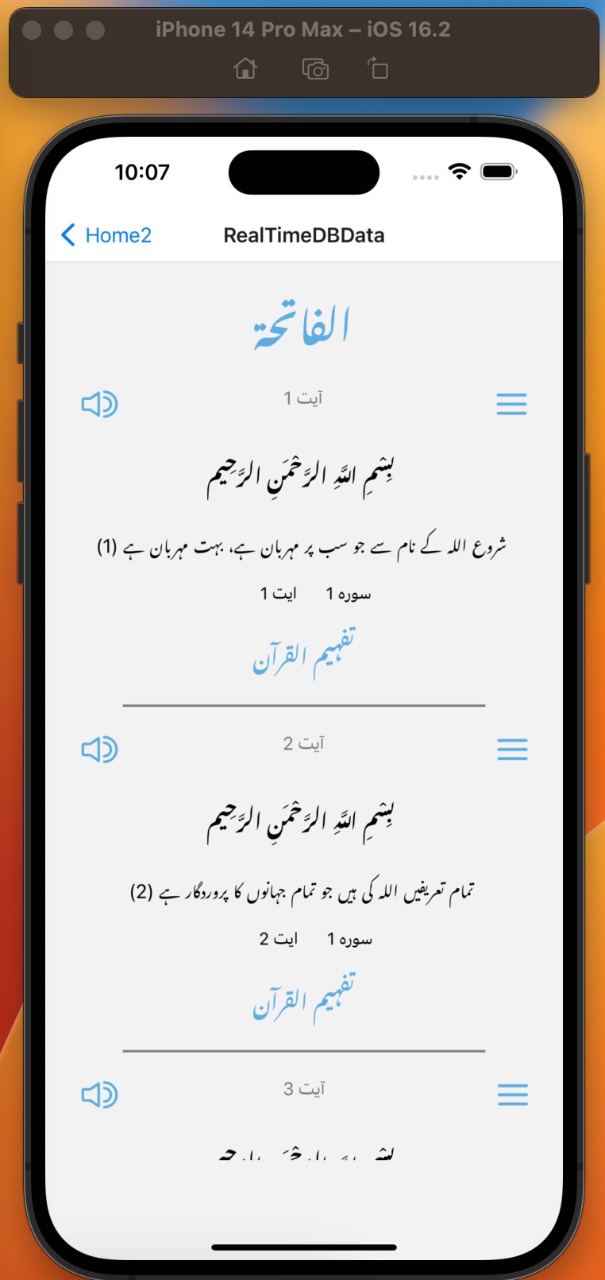 iPhone 14 Pro Max – iOS 16.2
10:07
Home2 RealTimeDBData
الفاتحة
آیت 1
بِسْمِ اللَّهِ الرَّحْمَنِ الرَّحِيم
شروع اللہ کے نام سے جو سب پر مہربان ہے، بہت مہربان ہے (1)
سورہ 1 ایت 1
تفہیم القرآن
آیت 2
بِسْمِ اللَّهِ الرَّحْمَنِ الرَّحِيم
تمام تعریفیں اللہ کی ہیں جو تمام جہانوں کا پروردگار ہے (2)
سورہ 1 ایت 2
تفہیم القرآن
آیت 3